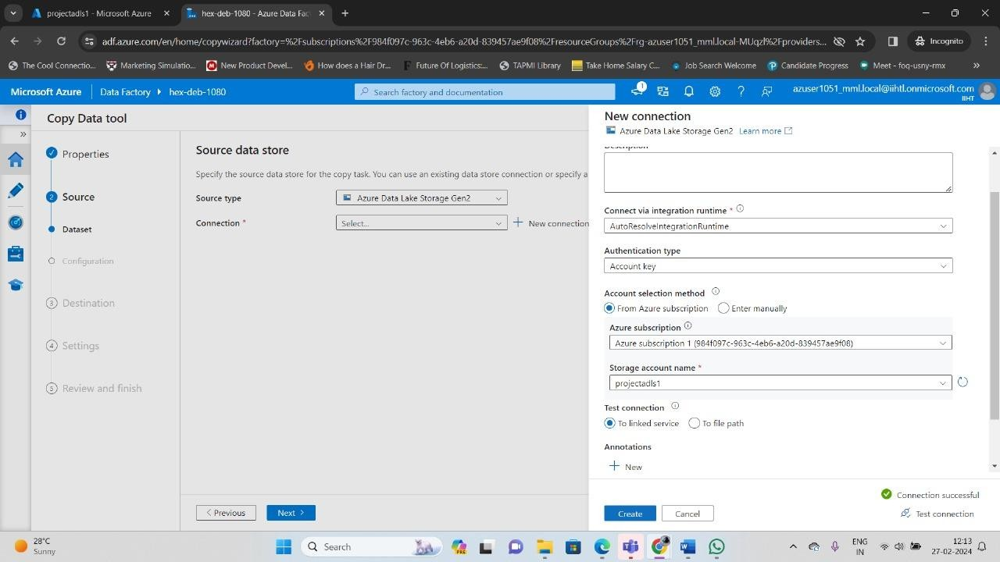 projectadls1 - Microsoft Azure
hex-deb-1080 - Azure Data Fac
adf.azure.com/en/home/copywizard?factory=%2Fsubscriptions%2F984f097c-963c-4eb6-a20d-839457ae9f08%2FresourceGroups%2Frg-azuser1051_mml.local-MUqzl%2Fproviders...
Incognito
The Cool Connectio...
Marketing Simulatio...
New Product Devel...
How does a Hair Dr...
Future Of Logistics:...
TAPMI Library
Take Home Salary C...
Job Search Welcome
Candidate Progress
Meet - foq-usny-rmx
Microsoft Azure
Data Factory
hex-deb-1080
Search factory and documentation
1
azuser1051_mml.local@iihtl.onmicrosoft.com
IIHT
Copy Data tool
Properties
2 Source
Dataset
Configuration
3 Destination
4 Settings
5 Review and finish
Source data store
Specify the source data store for the copy task. You can use an existing data store connection or specify a
Source type
Azure Data Lake Storage Gen2
Connection *
Select...
New connection
< Previous
Next >
New connection
Azure Data Lake Storage Gen2 Learn more
Description
Connect via integration runtime *
AutoResolveIntegrationRuntime
Authentication type
Account key
Account selection method
From Azure subscription
Enter manually
Azure subscription
Azure subscription 1 (984f097c-963c-4eb6-a20d-839457ae9f08)
Storage account name *
projectadls1
Test connection
To linked service
To file path
Annotations
New
Connection successful
Create
Cancel
Test connection
28°C
Sunny
Search
PRE
ENG
IN
12:13
27-02-2024